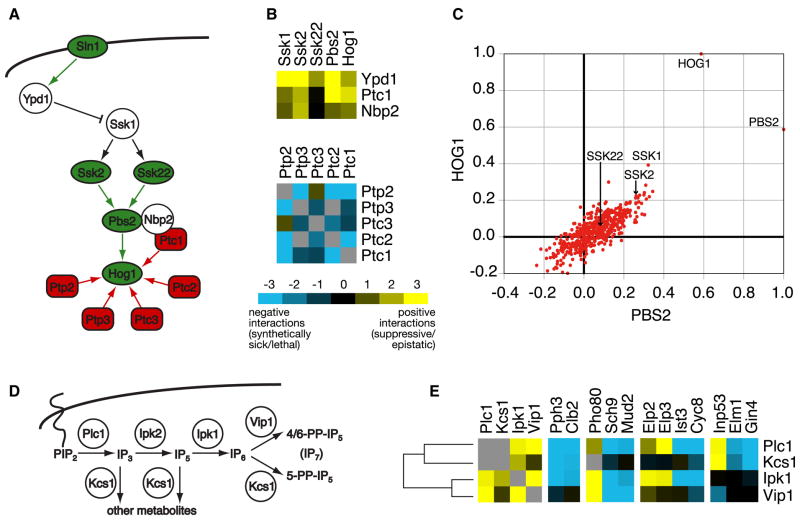 A
Sln1
Ypd1
Ssk1
Ssk2
Ssk22
Pbs2
Nbp2
Ptc1
Hog1
Ptp2
Ptc2
Ptp3
Ptc3
B
Ssk1
Ssk2
Ssk22
Pbs2
Hog1
Ypd1
Ptc1
Nbp2
Ptp2
Ptp3
Ptc3
Ptc2
Ptc1
Ptp2
Ptp3
Ptc3
Ptc2
Ptc1
-3 -2 -1 0 1 2 3
negative interactions (synthetically sick/lethal)
positive interactions (suppressive/ epistatic)
C
HOG1
1.0
0.8
0.6
0.4
0.2
0.0
-0.2
HOG1
PBS2
SSK22
SSK1
SSK2
-0.4 -0.2 0.0 0.2 0.4 0.6 0.8 1.0
PBS2
D
Plc1
Ipk2
Ipk1
Vip1
PIP2
IP3
IP5
IP6
4/6-PP-IP5
(IP7)
5-PP-IP5
Kcs1
Kcs1
Kcs1
other metabolites
E
Plc1
Kcs1
Ipk1
Vip1
Pph3
Clb2
Pho80
Sch9
Mud2
Elp2
Elp3
Ist3
Cyc8
Inp53
Elm1
Gin4
Plc1
Kcs1
Ipk1
Vip1